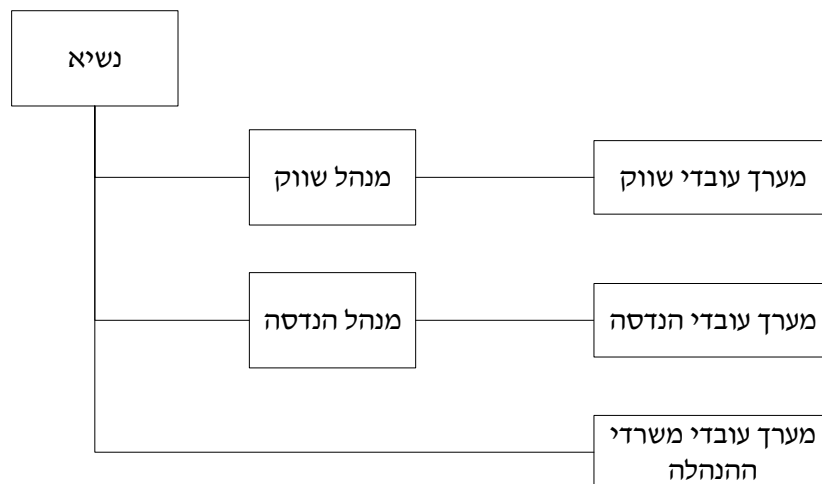 נשיא
מנהל שווק
מערך עובדי שווק
מנהל הנדסה
מערך עובדי הנדסה
מערך עובדי משרדי
ההנהלה